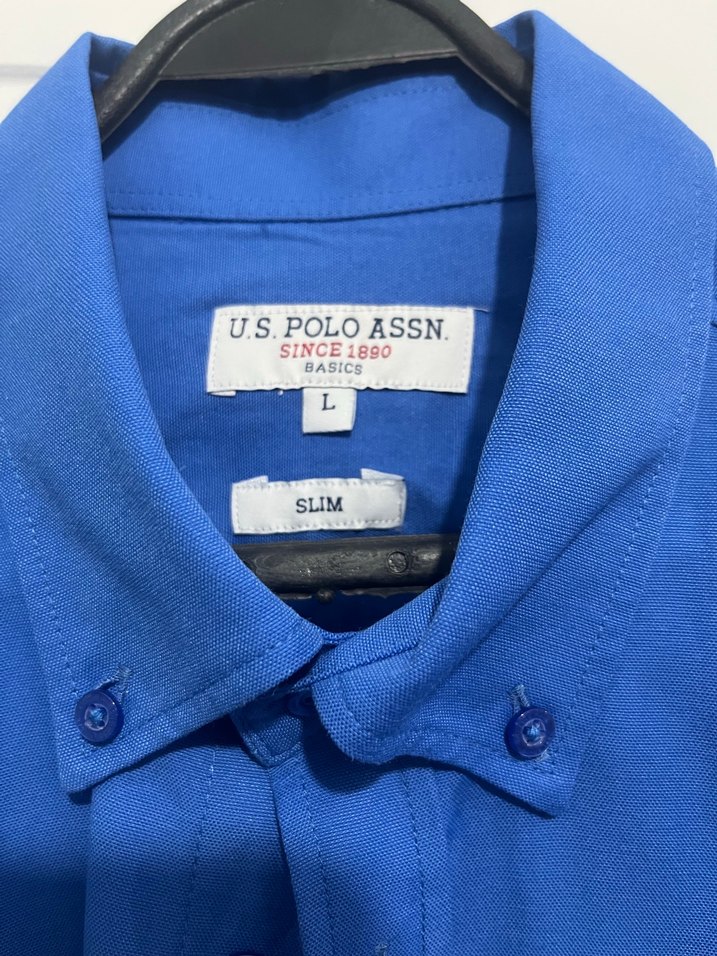 U.S. POLO ASSN.
SINCE 1890
BASICS
L
SLIM